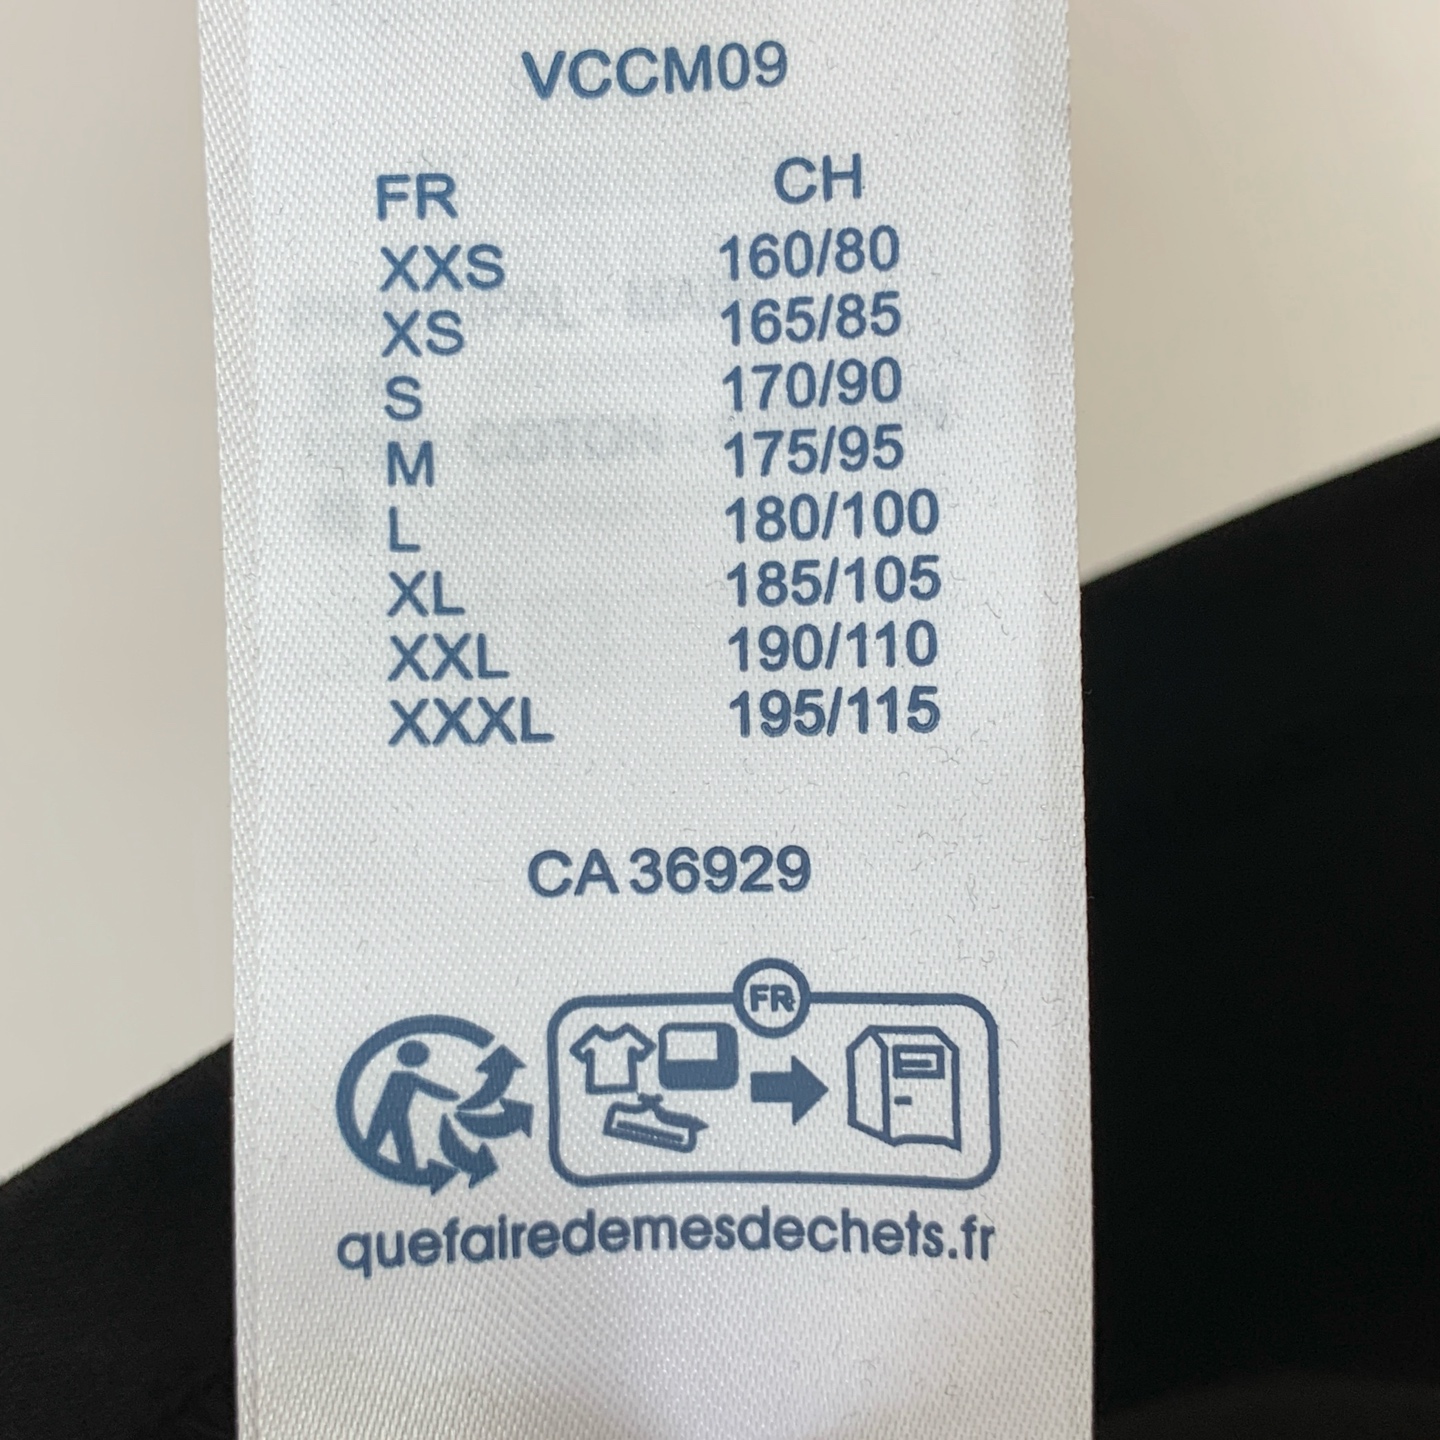 VCCM09
FR CH
XXS 160/80
XS 165/85
S 170/90
M 175/95
L 180/100
XL 185/105
XXL 190/110
XXXL 195/115
CA 36929
FR
quefairedemesdechets.fr